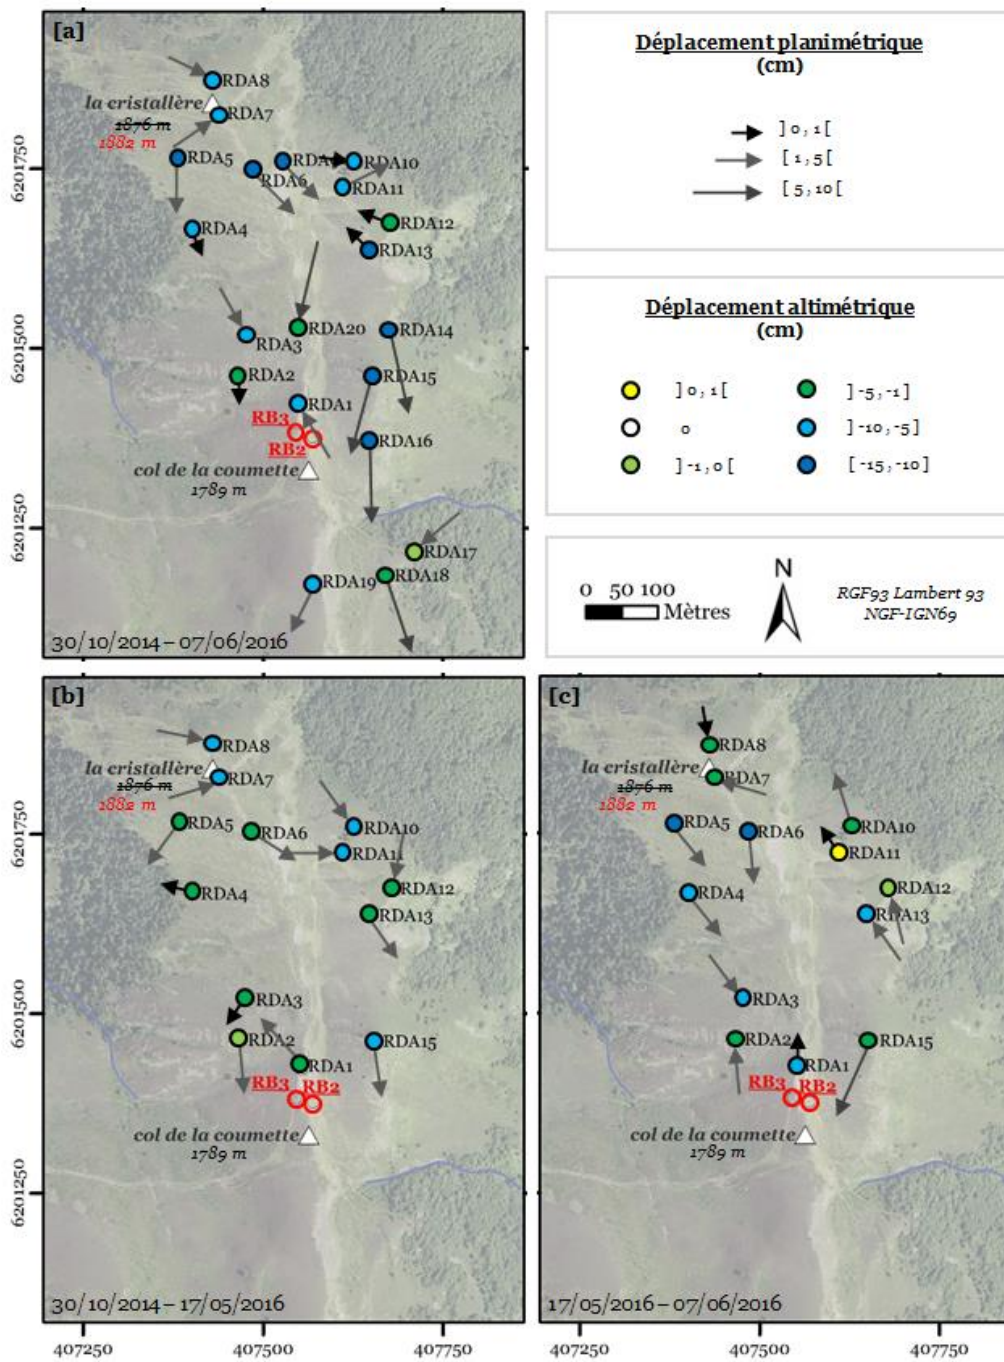 [a]
RDA8
la cristallère
RDA7
1876 m
1882 m
RDA5
RDA6
RDA10
RDA11
RDA4
RDA12
RDA13
RDA20
RDA14
RDA3
RDA2
RDA15
RDA1
RB3
RB2
RDA16
col de la coumette
1789 m
RDA17
RDA18
RDA19
30/10/2014 – 07/06/2016
6201750
6201500
6201250
Déplacement planimétrique
(cm)
] 0 , 1 [
[ 1 , 5 [
[ 5 , 10 [
Déplacement altimétrique
(cm)
] 0 , 1 [
] -5 , -1 ]
0
] -10 , -5 ]
] -1 , 0 [
[ -15 , -10 ]
0 50 100
Mètres
N
RGF93 Lambert 93
NGF-IGN69
[b]
RDA8
la cristallère
RDA7
1876 m
1882 m
RDA5
RDA6
RDA10
RDA11
RDA4
RDA12
RDA13
RDA3
RDA2
RDA15
RDA1
RB3
RB2
col de la coumette
1789 m
30/10/2014 – 17/05/2016
6201750
6201500
6201250
407250
407500
407750
[c]
RDA8
la cristallère
RDA7
1876 m
1882 m
RDA5
RDA6
RDA10
RDA11
RDA4
RDA12
RDA13
RDA3
RDA2
RDA15
RDA1
RB3
RB2
col de la coumette
1789 m
17/05/2016 – 07/06/2016
407250
407500
407750